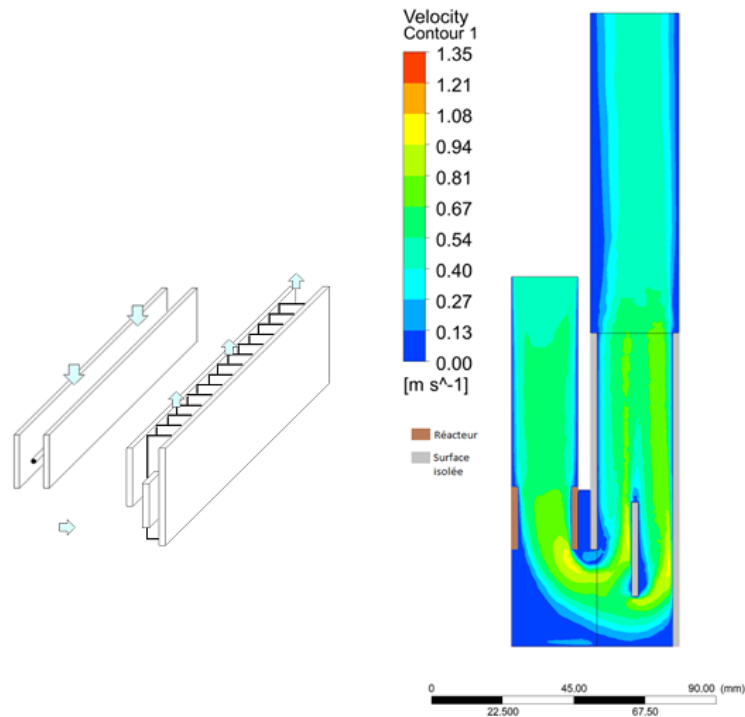 Velocity
Contour 1
1.35
1.21
1.08
0.94
0.81
0.67
0.54
0.40
0.27
0.13
0.00
[m s^-1]
Réacteur
Surface
isolée
0 45.00 90.00 (mm)
22.500 67.50